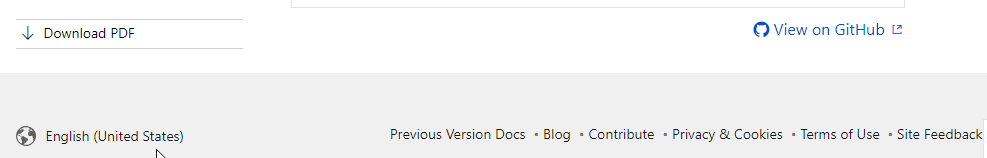 Download PDF
View on GitHub
English (United States)
Previous Version Docs • Blog • Contribute • Privacy & Cookies • Terms of Use • Site Feedback